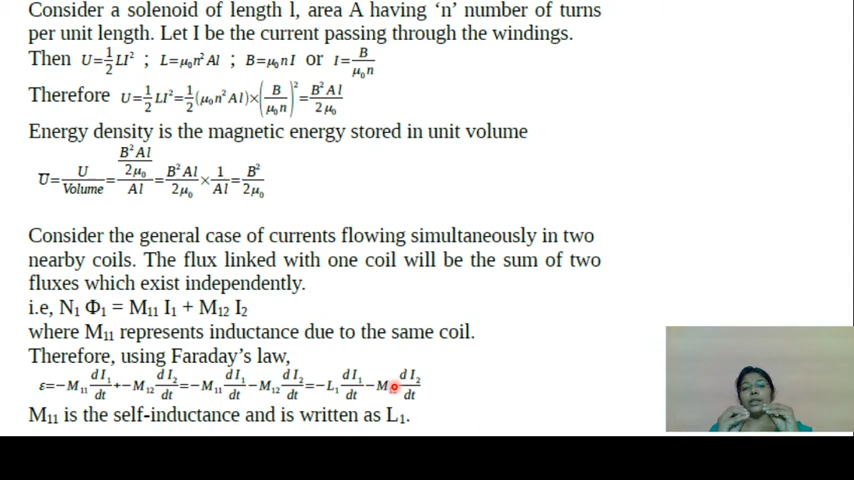 Consider a solenoid of length l, area A having ‘n’ number of turns
per unit length. Let I be the current passing through the windings.
Then U=1/2 LI² ; L=μ₀n²Al ; B=μ₀nI or I=B/μ₀n
Therefore U=1/2 LI²=1/2(μ₀n²Al)×(B/μ₀n)²=B²Al/2μ₀
Energy density is the magnetic energy stored in unit volume
U̅=U/Volume=(B²Al/2μ₀)/Al=B²Al/2μ₀×1/Al=B²/2μ₀
Consider the general case of currents flowing simultaneously in two
nearby coils. The flux linked with one coil will be the sum of two
fluxes which exist independently.
i.e, N₁ Φ₁ = M₁₁ I₁ + M₁₂ I₂
where M₁₁ represents inductance due to the same coil.
Therefore, using Faraday’s law,
ε=−M₁₁ dI₁/dt+−M₁₂ dI₂/dt=−M₁₁ dI₁/dt−M₁₂ dI₂/dt=−L₁ dI₁/dt−M dI₂/dt
M₁₁ is the self-inductance and is written as L₁.